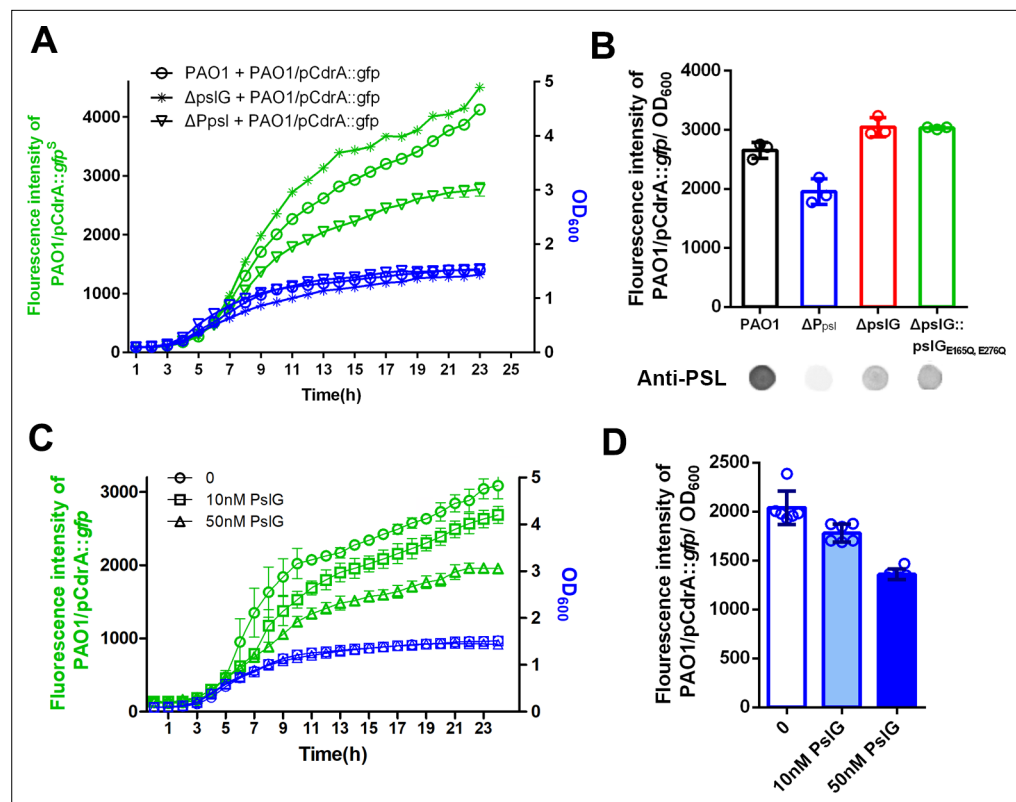 A
PAO1 + PAO1/pCdrA::gfp
ΔpslG + PAO1/pCdrA::gfp
ΔPpsl + PAO1/pCdrA::gfp
Flourescence intensity of
PAO1/pCdrA::gfpS
4000
3000
2000
1000
0
5
4
3
2
1
0
OD600
1 3 5 7 9 11 13 15 17 19 21 23 25
Time(h)
B
Flourescence intensity of
PAO1/pCdrA::gfp/ OD600
4000
3000
2000
1000
0
PAO1 ΔPpsl ΔpslG ΔpslG::
pslGE165Q, E276Q
Anti-PSL
C
0
10nM PslG
50nM PslG
Fluorescence intensity of
PAO1/pCdrA::gfp
3000
2000
1000
0
5
4
3
2
1
0
OD600
1 3 5 7 9 11 13 15 17 19 21 23
Time(h)
D
Fluorescence intensity of
PAO1/pCdrA::gfp/ OD600
2500
2000
1500
1000
500
0
0
10nM PslG
50nM PslG